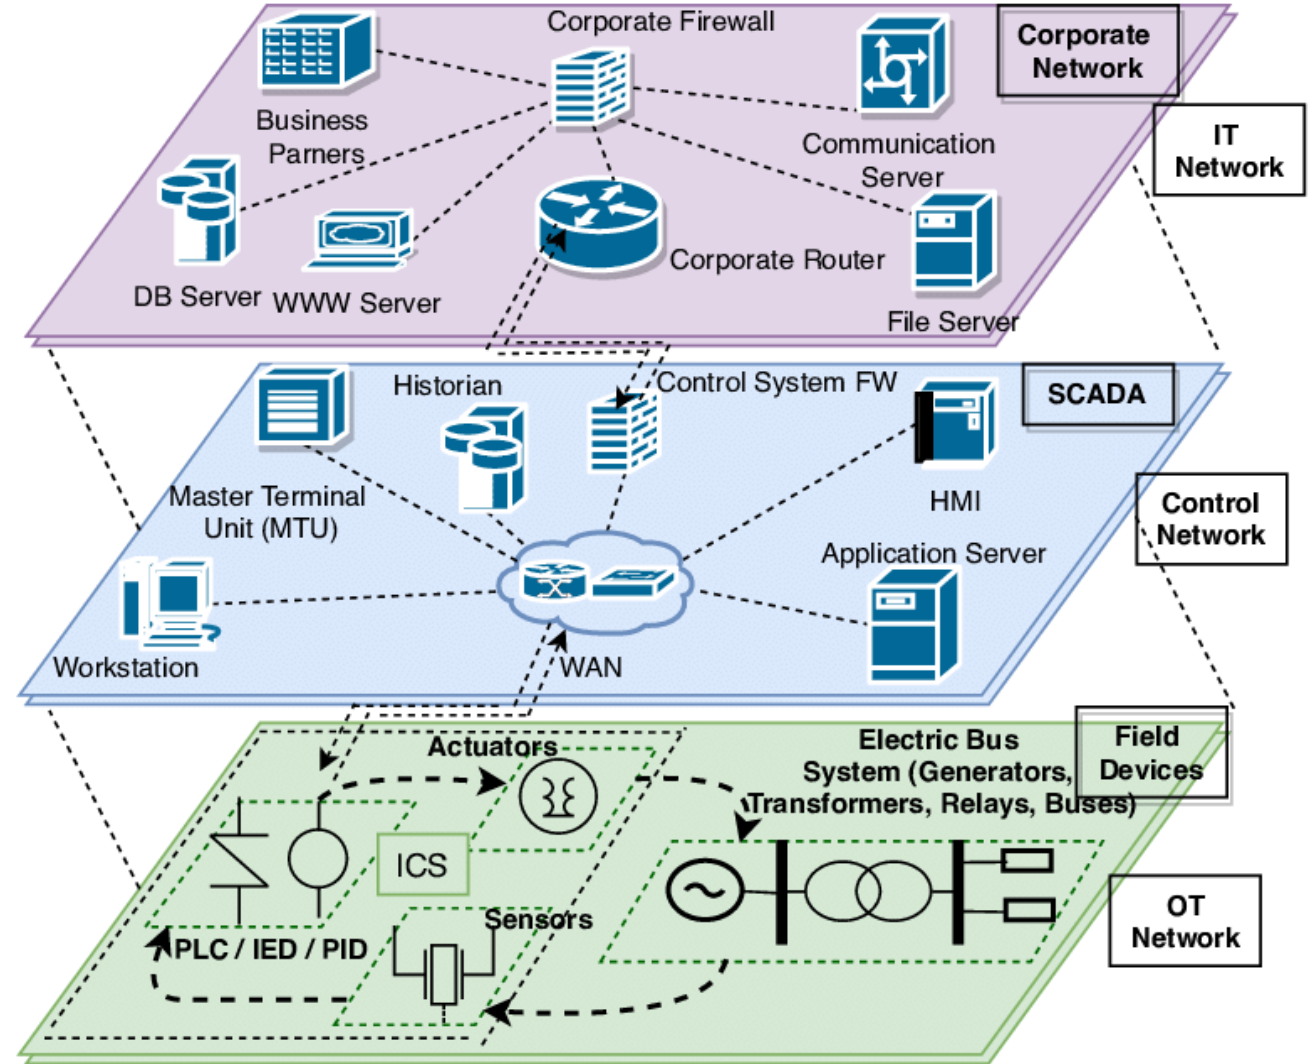 Corporate Firewall
Corporate
Network
IT
Network
Business
Parners
Communication
Server
DB Server
WWW Server
Corporate Router
File Server
Historian
Control System FW
SCADA
Master Terminal
Unit (MTU)
HMI
Control
Network
Application Server
Workstation
WAN
Actuators
Electric Bus
System (Generators,
Transformers, Relays, Buses)
Field
Devices
ICS
Sensors
PLC / IED / PID
OT
Network